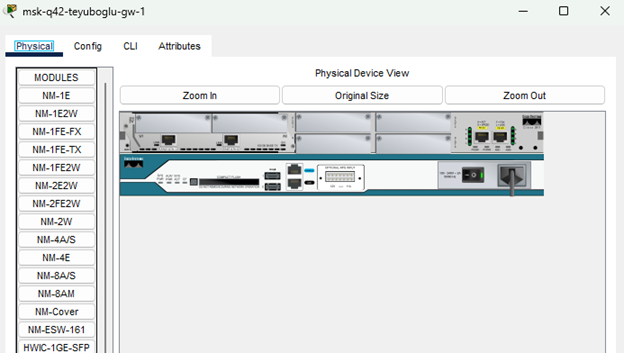 msk-q42-teyuboglu-gw-1
Physical Config CLI Attributes
MODULES
NM-1E
NM-1E2W
NM-1FE-FX
NM-1FE-TX
NM-1FE2W
NM-2E2W
NM-2FE2W
NM-2W
NM-4A/S
NM-4E
NM-8A/S
NM-8AM
NM-Cover
NM-ESW-161
HWIC-1GE-SFP
Physical Device View
Zoom In Original Size Zoom Out
COMPACT FLASH